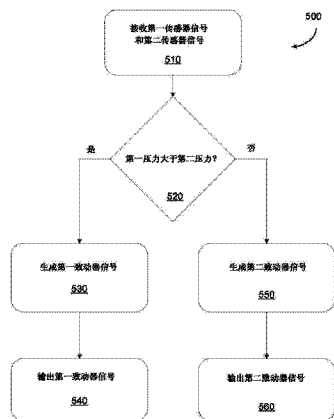 500
接收第一传感器信号
和第二传感器信号
510
第一压力大于第二压力？
520
是
否
生成第一致动器信号
530
生成第二致动器信号
550
输出第一致动器信号
540
输出第二致动器信号
560